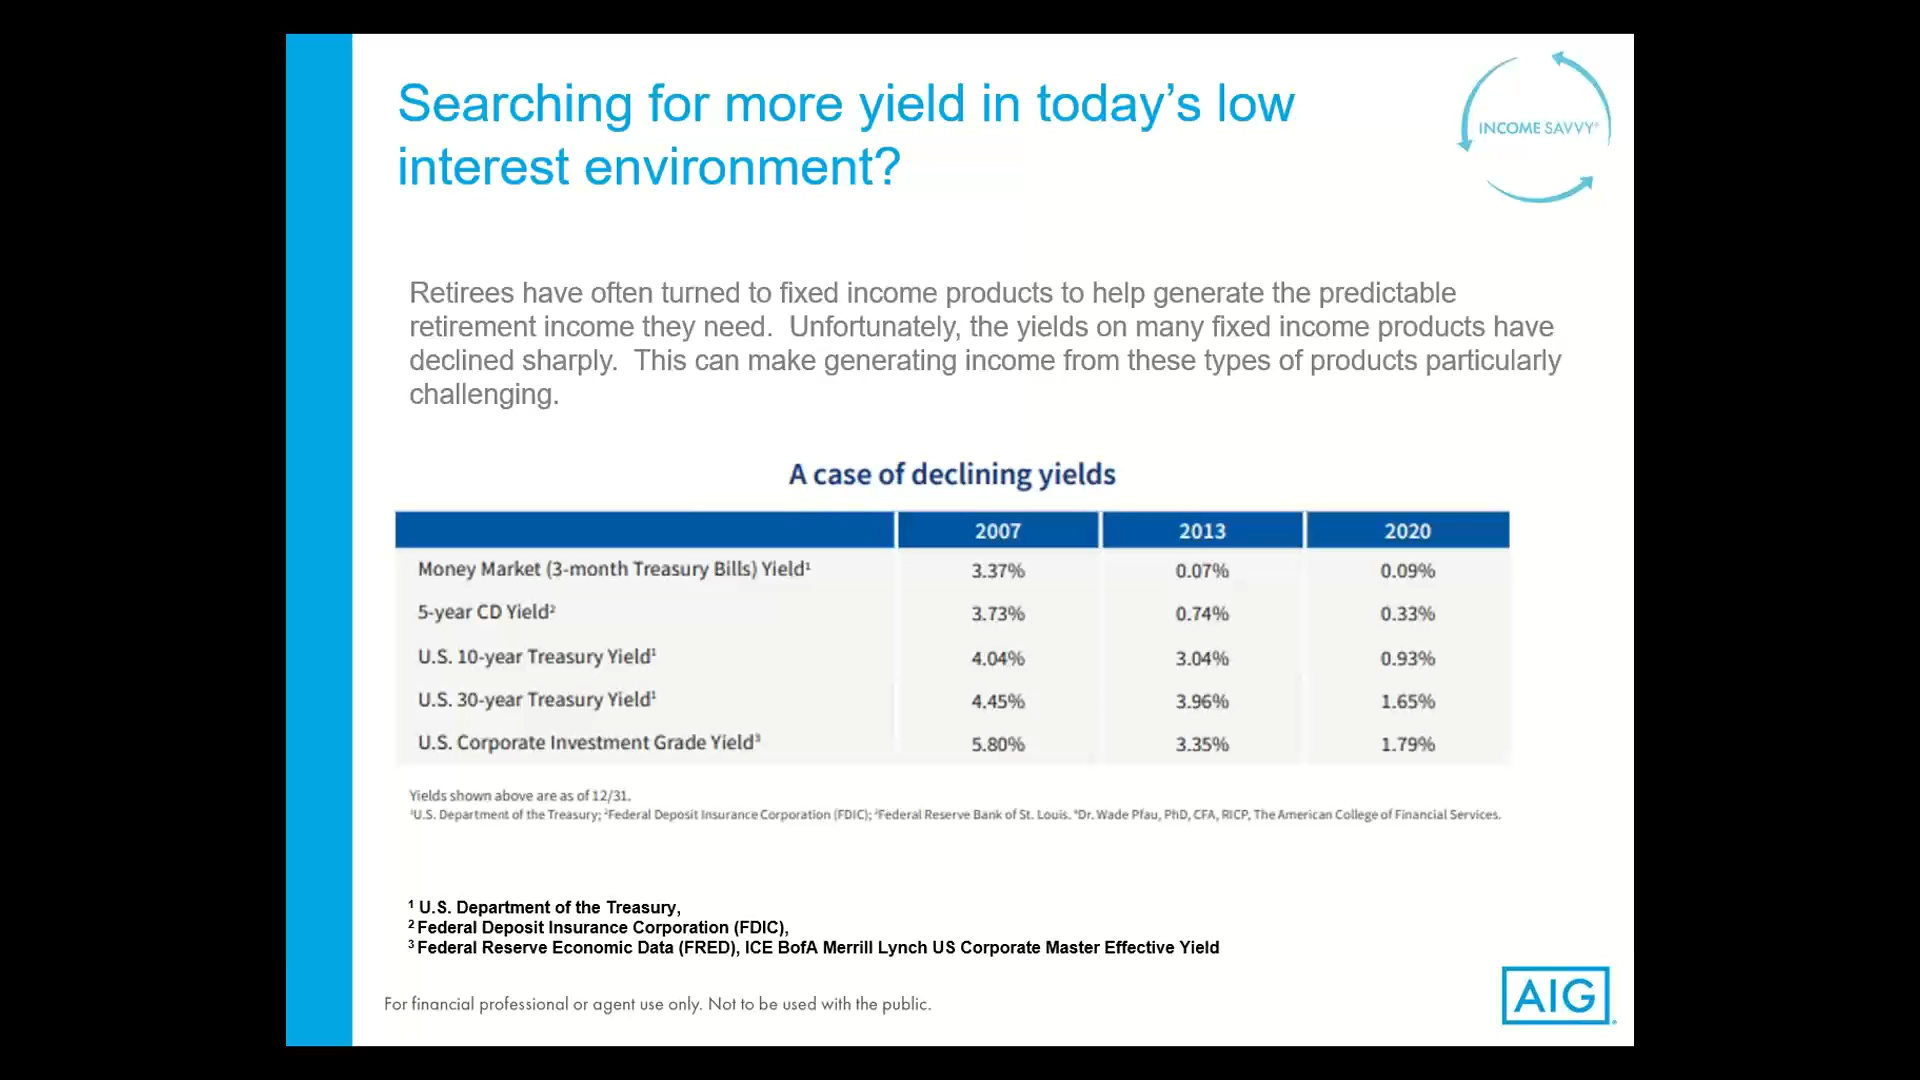 Searching for more yield in today's low
interest environment?
INCOME SAVVY®
Retirees have often turned to fixed income products to help generate the predictable
retirement income they need.  Unfortunately, the yields on many fixed income products have
declined sharply.  This can make generating income from these types of products particularly
challenging.
A case of declining yields
2007 2013 2020
Money Market (3-month Treasury Bills) Yield¹ 3.37% 0.07% 0.09%
5-year CD Yield² 3.73% 0.74% 0.33%
U.S. 10-year Treasury Yield¹ 4.04% 3.04% 0.93%
U.S. 30-year Treasury Yield¹ 4.45% 3.96% 1.65%
U.S. Corporate Investment Grade Yield³ 5.80% 3.35% 1.79%
Yields shown above are as of 12/31.
¹U.S. Department of the Treasury; ²Federal Deposit Insurance Corporation (FDIC); ³Federal Reserve Bank of St. Louis. ⁴Dr. Wade Pfau, PhD, CFA, RICP, The American College of Financial Services.
¹ U.S. Department of the Treasury,
² Federal Deposit Insurance Corporation (FDIC),
³ Federal Reserve Economic Data (FRED), ICE BofA Merrill Lynch US Corporate Master Effective Yield
For financial professional or agent use only. Not to be used with the public.
AIG